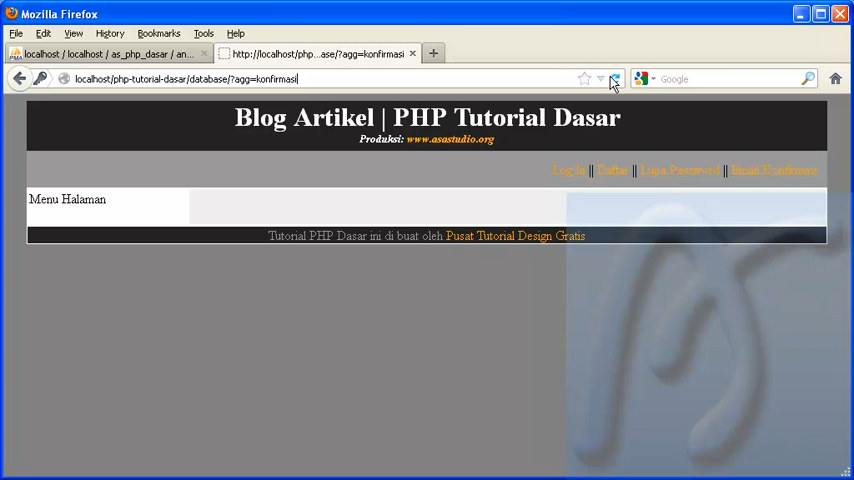 Mozilla Firefox
File Edit View History Bookmarks Tools Help
localhost / localhost / as_php_dasar / an...
http://localhost/php...ase/?agg=konfirmasi
localhost/php-tutorial-dasar/database/?agg=konfirmasi
Google
Blog Artikel | PHP Tutorial Dasar
Produksi: www.asastudio.org
Log In || Daftar || Lupa Password || Email Konfirmasi
Menu Halaman
Tutorial PHP Dasar ini di buat oleh Pusat Tutorial Design Gratis